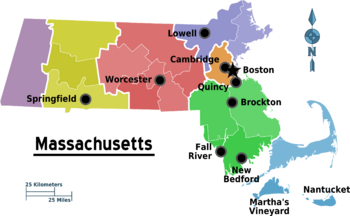 Lowell
Cambridge
Boston
Worcester
Quincy
Springfield
Brockton
Massachusetts
Fall
River
New
Bedford
25 Kilometers
25 Miles
Nantucket
Martha's
Vineyard
N